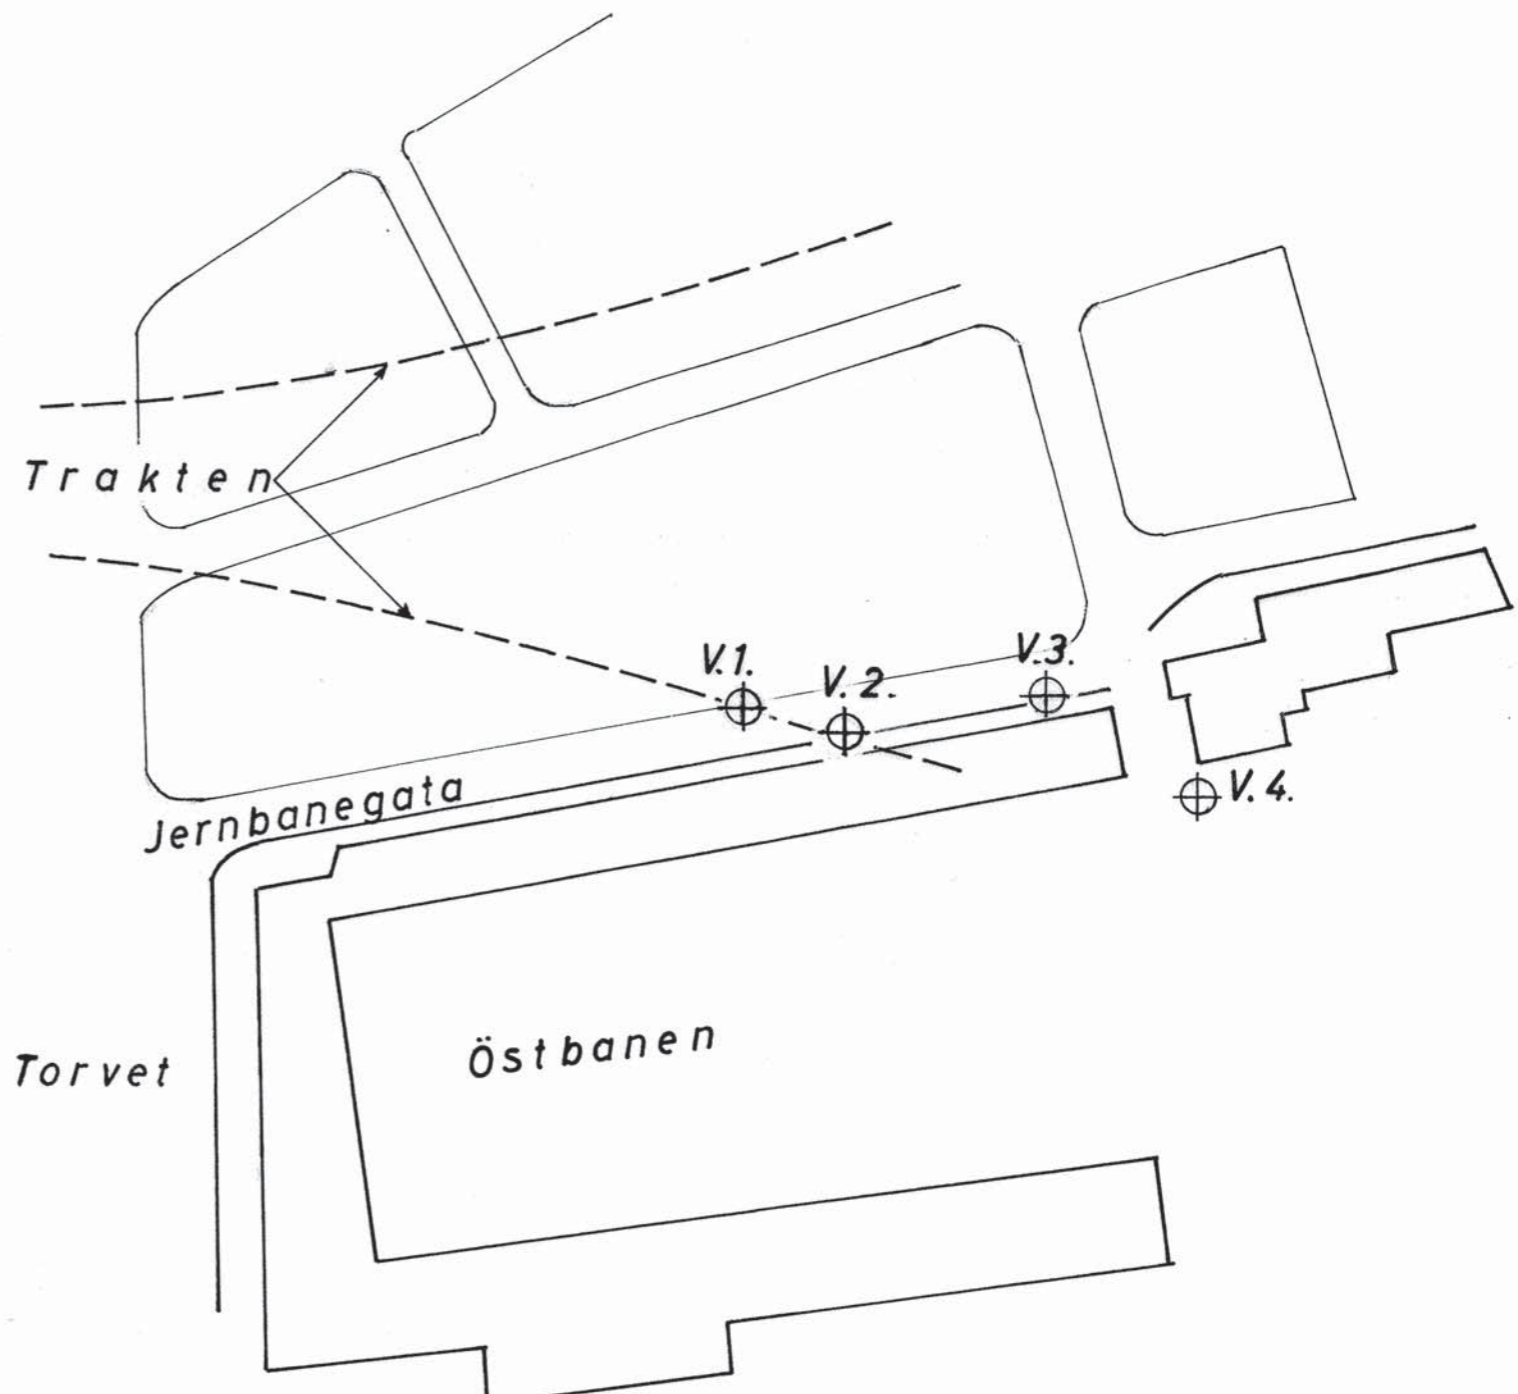 Trakten
V.1.
V.2.
V.3.
V.4.
Jernbanegata
Torvet
Östbanen